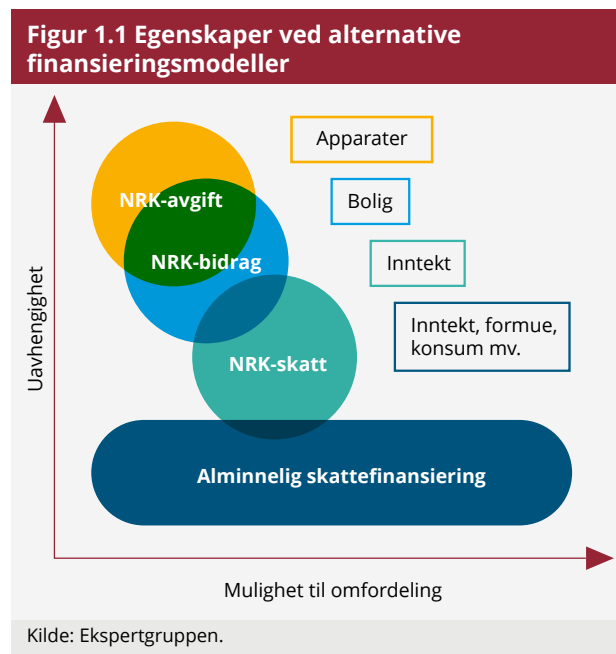 Figur 1.1 Egenskaper ved alternative
finansieringsmodeller
Apparater
NRK-avgift
Bolig
NRK-bidrag
Inntekt
Inntekt, formue,
konsum mv.
NRK-skatt
Uavhengighet
Alminnelig skattefinansiering
Mulighet til omfordeling
Kilde: Ekspertgruppen.